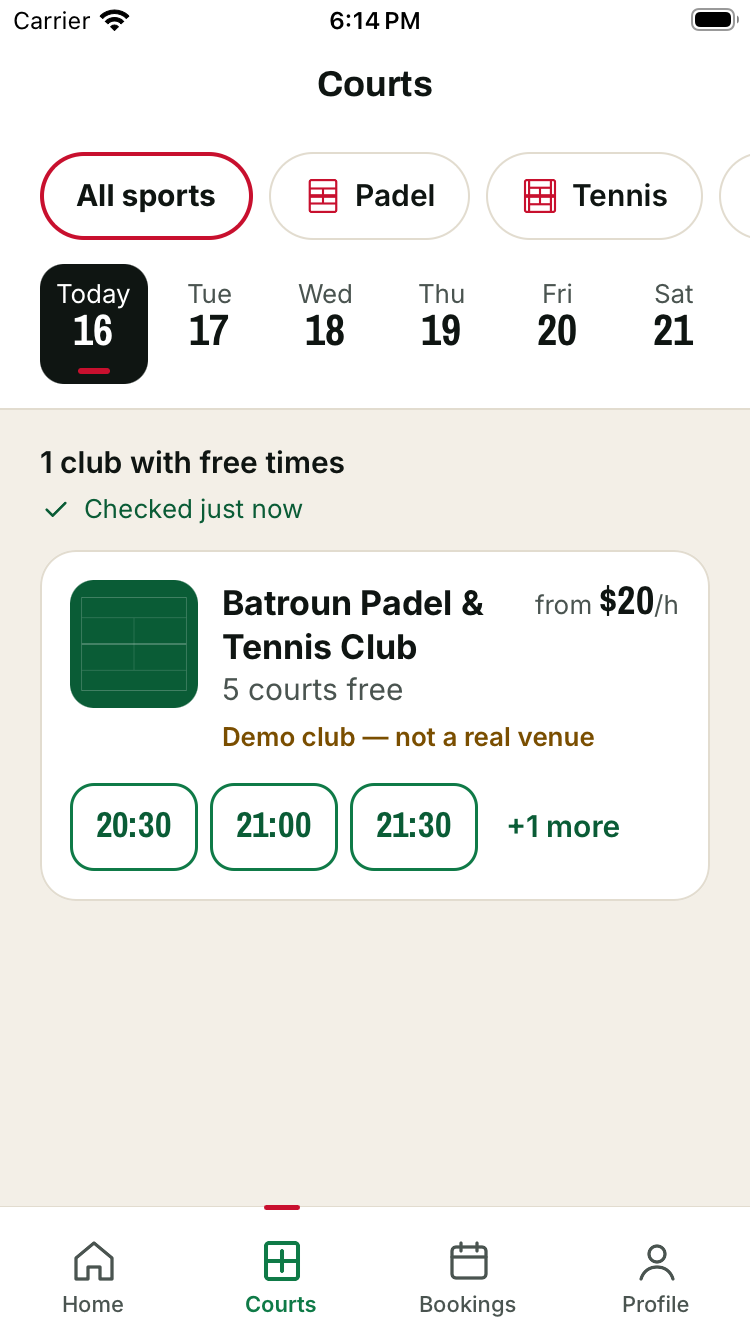 Carrier 6:14 PM
Courts
All sports Padel Tennis
Today Tue Wed Thu Fri Sat
16 17 18 19 20 21
1 club with free times
Checked just now
Batroun Padel & from $20/h
Tennis Club
5 courts free
Demo club — not a real venue
20:30 21:00 21:30 +1 more
Home Courts Bookings Profile